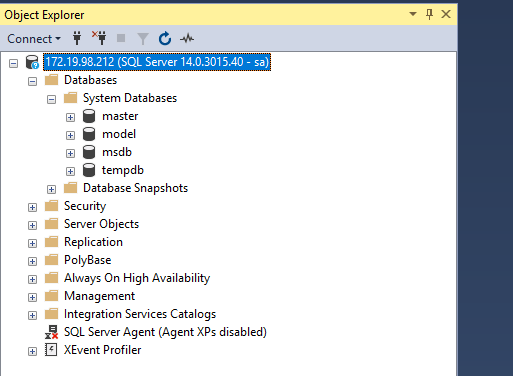 Object Explorer
Connect
172.19.98.212 (SQL Server 14.0.3015.40 - sa)
Databases
System Databases
master
model
msdb
tempdb
Database Snapshots
Security
Server Objects
Replication
PolyBase
Always On High Availability
Management
Integration Services Catalogs
SQL Server Agent (Agent XPs disabled)
XEvent Profiler